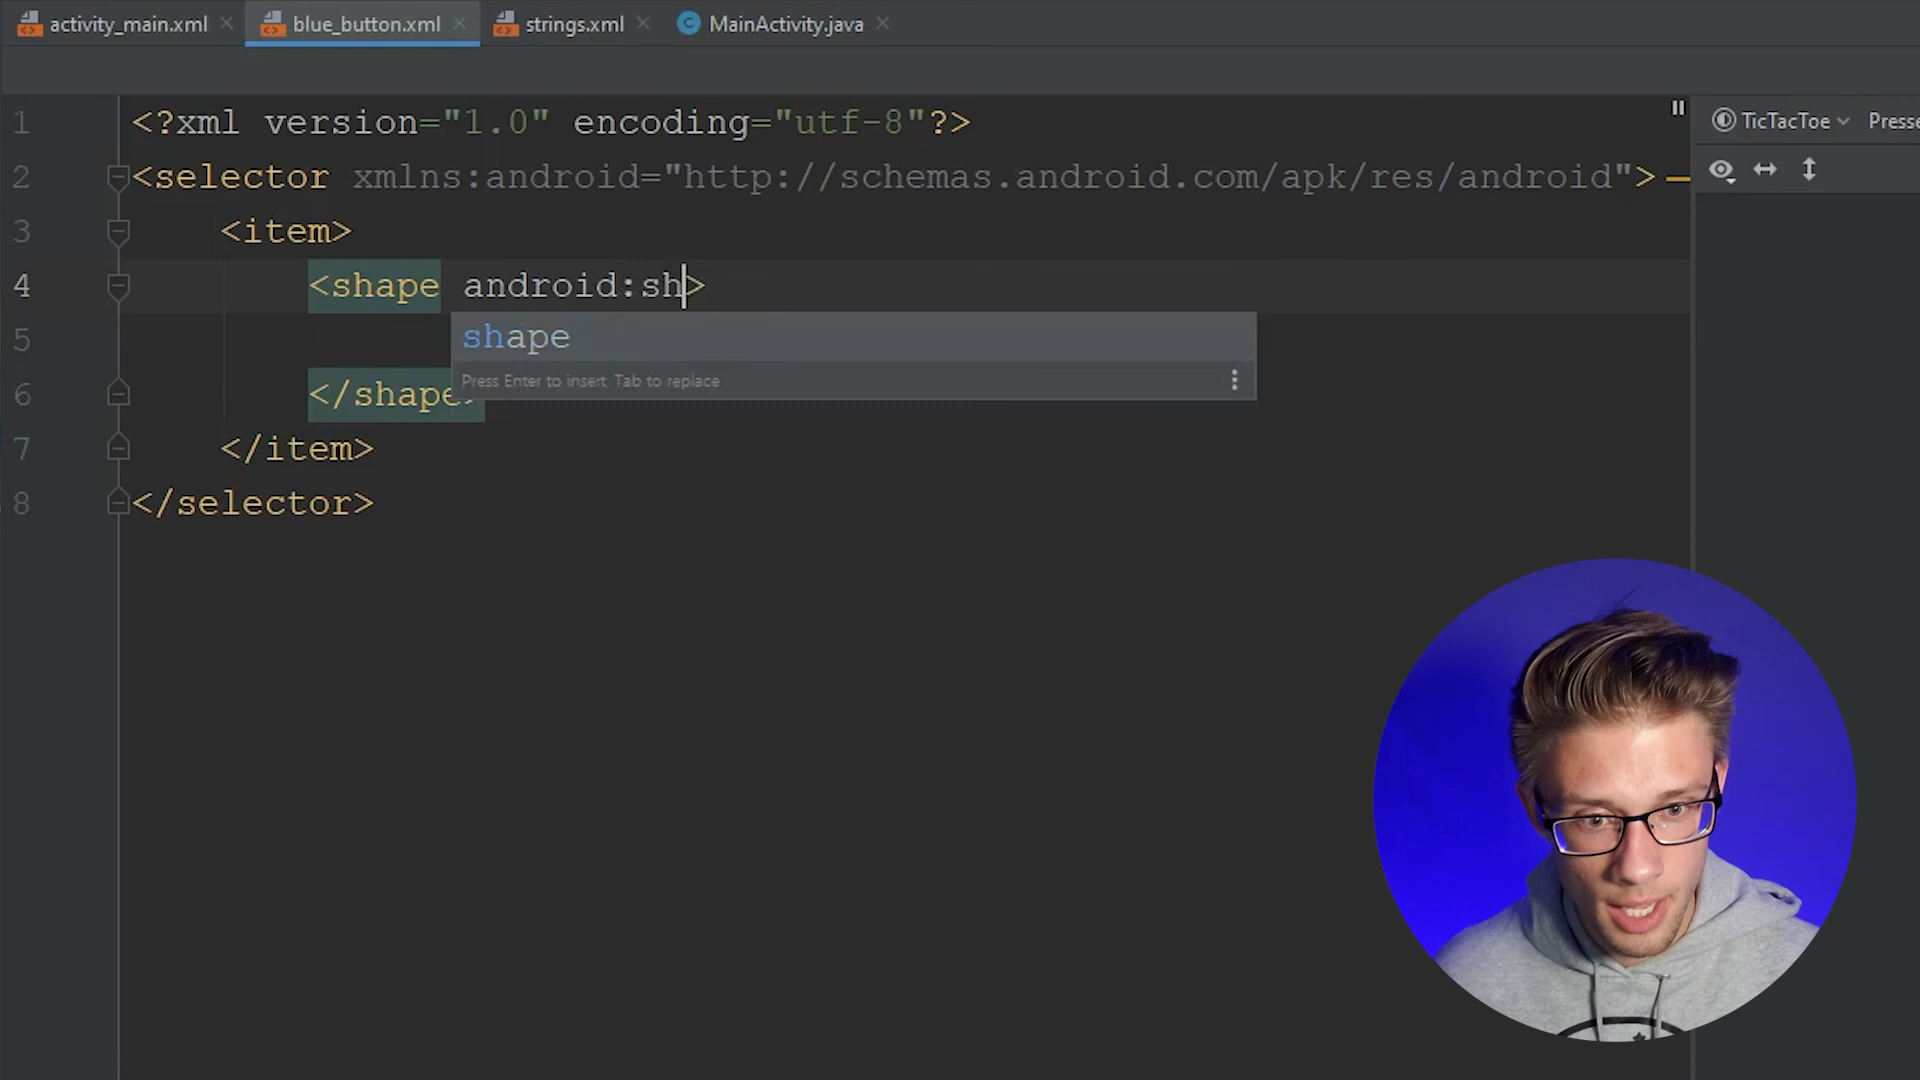 activity_main.xml
blue_button.xml
strings.xml
MainActivity.java
TicTacToe
1 <?xml version="1.0" encoding="utf-8"?>
2 <selector xmlns:android="http://schemas.android.com/apk/res/android">
3 <item>
4 <shape android:sh>
shape
5
Press Enter to insert Tab to replace
6 </shape>
7 </item>
8 </selector>